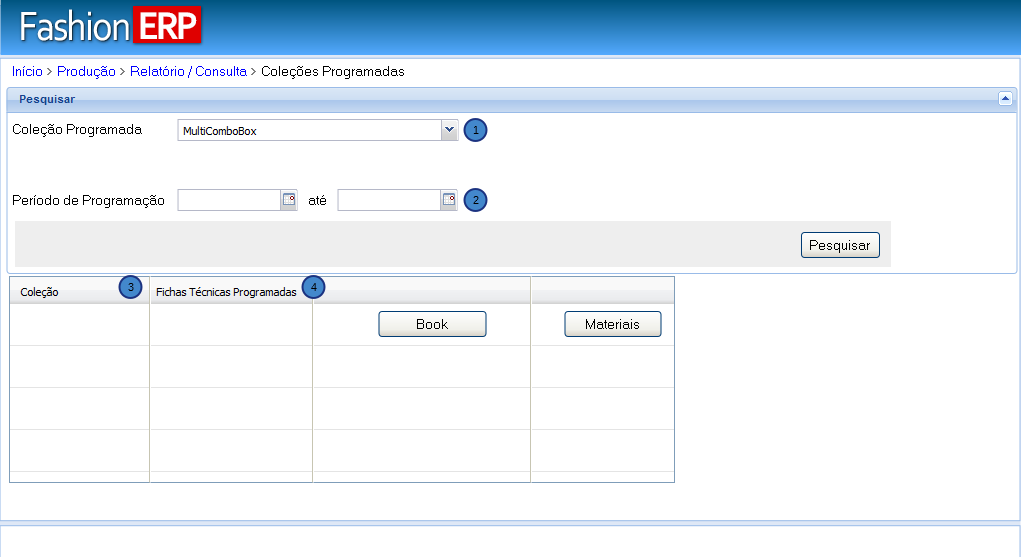 Fashion ERP
Início > Produção > Relatório / Consulta > Coleções Programadas
Pesquisar
Coleção Programada MultiComboBox 1
Período de Programação até 2
Pesquisar
Coleção 3 Fichas Técnicas Programadas 4
Book Materiais